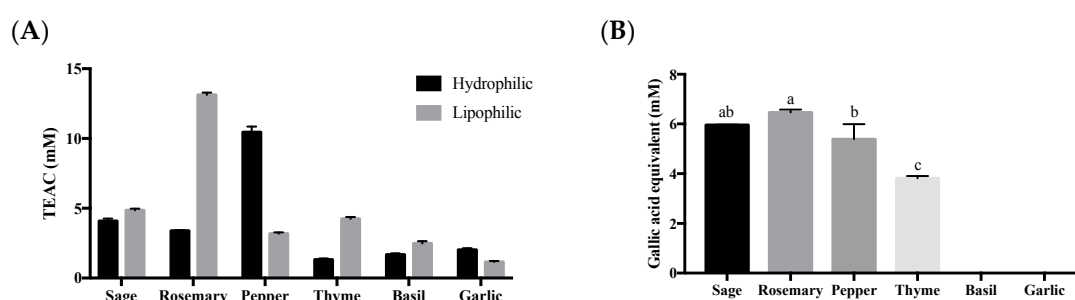 (A)
15
10
5
0
TEAC (mM)
Hydrophilic
Lipophilic
Sage Rosemary Pepper Thyme Basil Garlic
(B)
8
6
4
2
0
Gallic acid equivalent (mM)
ab a b c
Sage Rosemary Pepper Thyme Basil Garlic